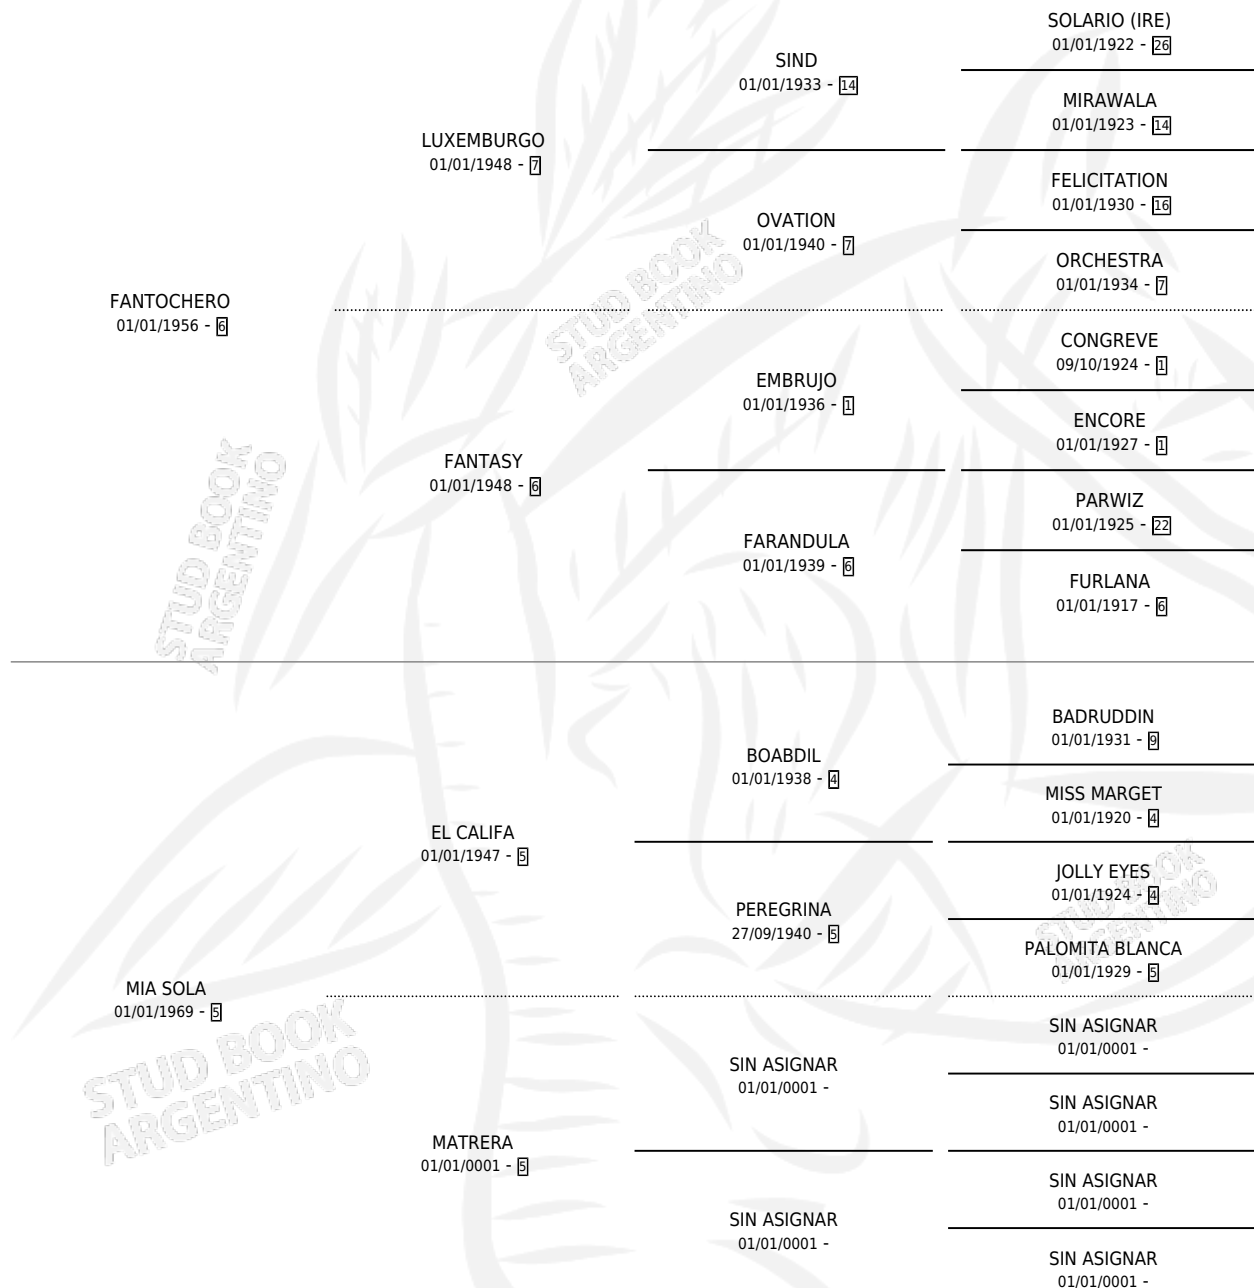 SOLARIO (IRE)
01/01/1922 - 26
SIND
01/01/1933 - 14
MIRAWALA
01/01/1923 - 14
LUXEMBURGO
01/01/1948 - 7
FELICITATION
01/01/1930 - 16
OVATION
01/01/1940 - 7
ORCHESTRA
01/01/1934 - 7
FANTOCHERO
01/01/1956 - 6
CONGREVE
09/10/1924 - 1
EMBRUJO
01/01/1936 - 1
ENCORE
01/01/1927 - 1
FANTASY
01/01/1948 - 6
PARWIZ
01/01/1925 - 22
FARANDULA
01/01/1939 - 6
FURLANA
01/01/1917 - 6
STUD BOOK
ARGENTINO
STUD BOOK
ARGENTINO
BADRUDDIN
01/01/1931 - 9
BOABDIL
01/01/1938 - 4
MISS MARGET
01/01/1920 - 4
EL CALIFA
01/01/1947 - 5
JOLLY EYES
01/01/1924 - 4
PEREGRINA
27/09/1940 - 5
PALOMITA BLANCA
01/01/1929 - 5
MIA SOLA
01/01/1969 - 5
SIN ASIGNAR
01/01/0001 -
SIN ASIGNAR
01/01/0001 -
SIN ASIGNAR
01/01/0001 -
MATRERA
01/01/0001 - 5
SIN ASIGNAR
01/01/0001 -
SIN ASIGNAR
01/01/0001 -
SIN ASIGNAR
01/01/0001 -
STUD BOOK
ARGENTINO
STUD BOOK
ARGENTINO